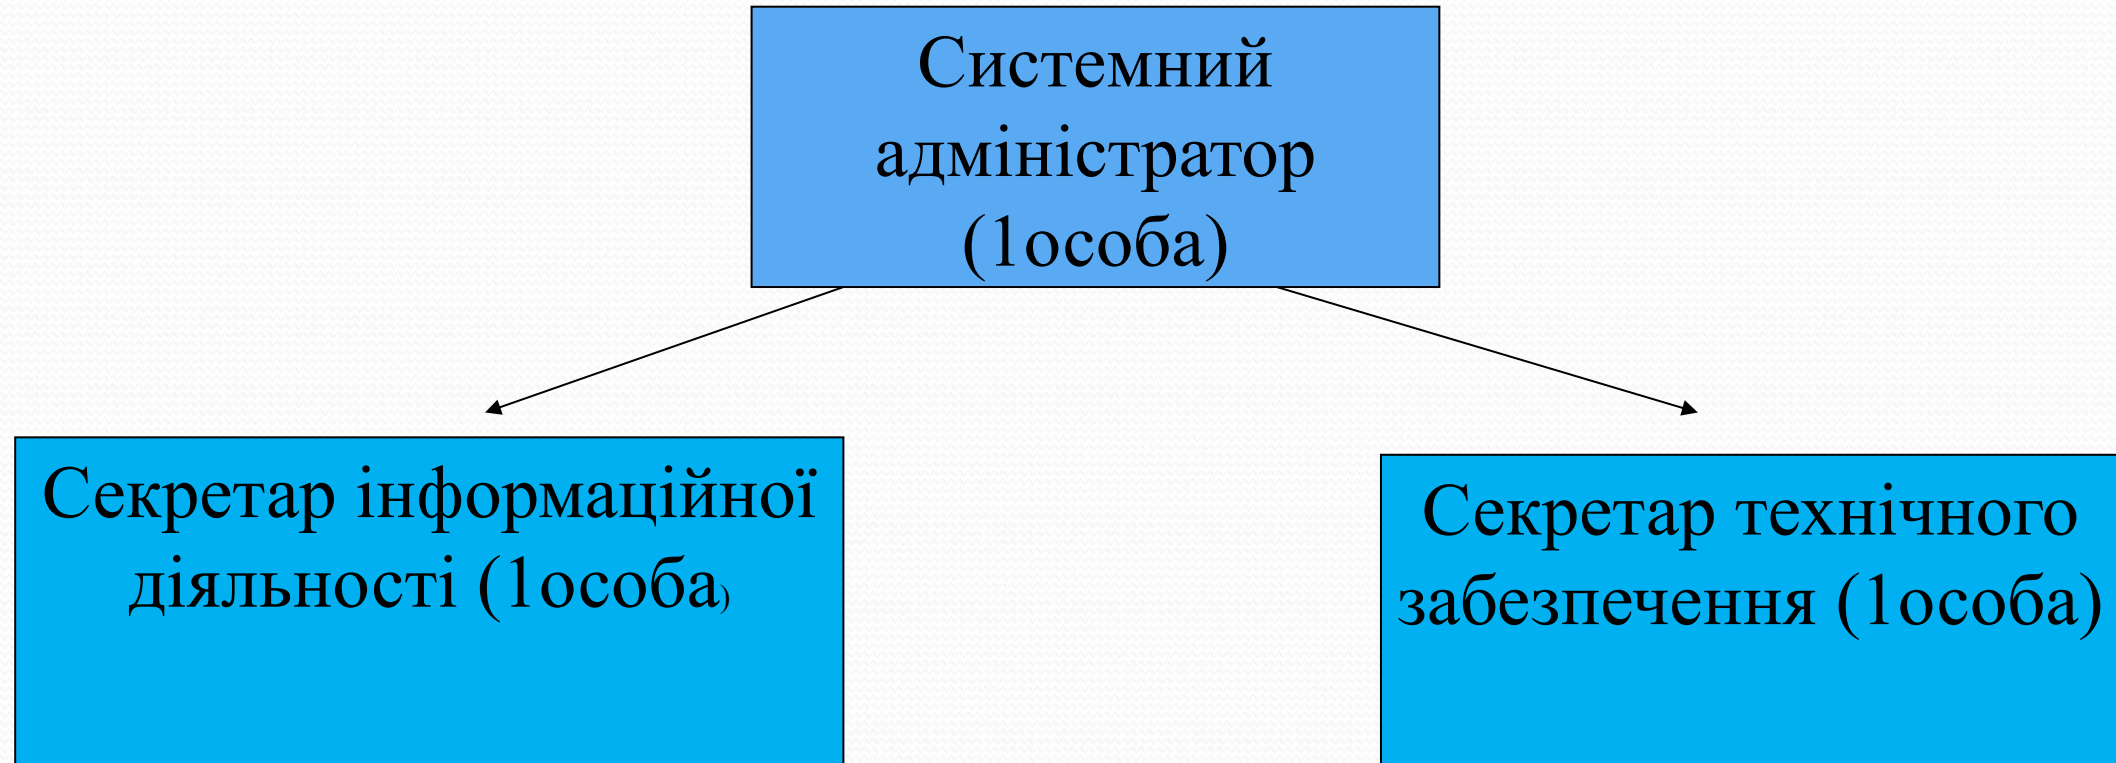 Системний
адміністратор
(1особа)
Секретар інформаційної
діяльності (1особа)
Секретар технічного
забезпечення (1особа)